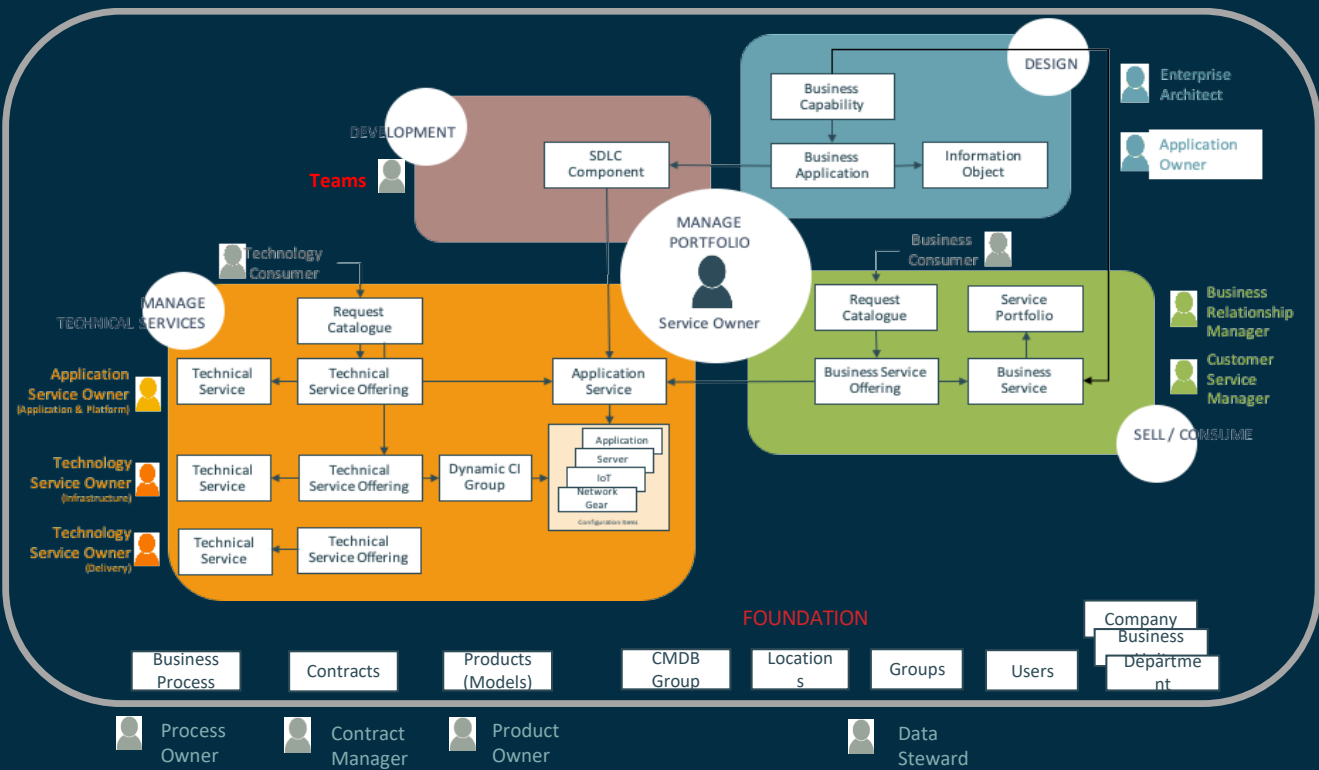 DESIGN
Business
Capability
Business
Application
Information
Object
Enterprise
Architect
Application
Owner
DEVELOPMENT
Teams
SDLC
Component
MANAGE
PORTFOLIO
Service Owner
Technology
Consumer
Business
Consumer
MANAGE
TECHNICAL SERVICES
Request
Catalogue
Technical
Service
Technical
Service Offering
Application
Service
Application
Service Owner
(Application & Platform)
Technical
Service
Technical
Service Offering
Dynamic CI
Group
Application
Server
IoT
Network
Gear
Configuration Items
Technology
Service Owner
(Infrastructure)
Technical
Service
Technical
Service Offering
Technology
Service Owner
(Delivery)
Request
Catalogue
Service
Portfolio
Business Service
Offering
Business
Service
Business
Relationship
Manager
Customer
Service
Manager
SELL / CONSUME
FOUNDATION
Business
Process
Contracts
Products
(Models)
CMDB
Group
Location
s
Groups
Users
Company
Business
Departme
nt
Process
Owner
Contract
Manager
Product
Owner
Data
Steward